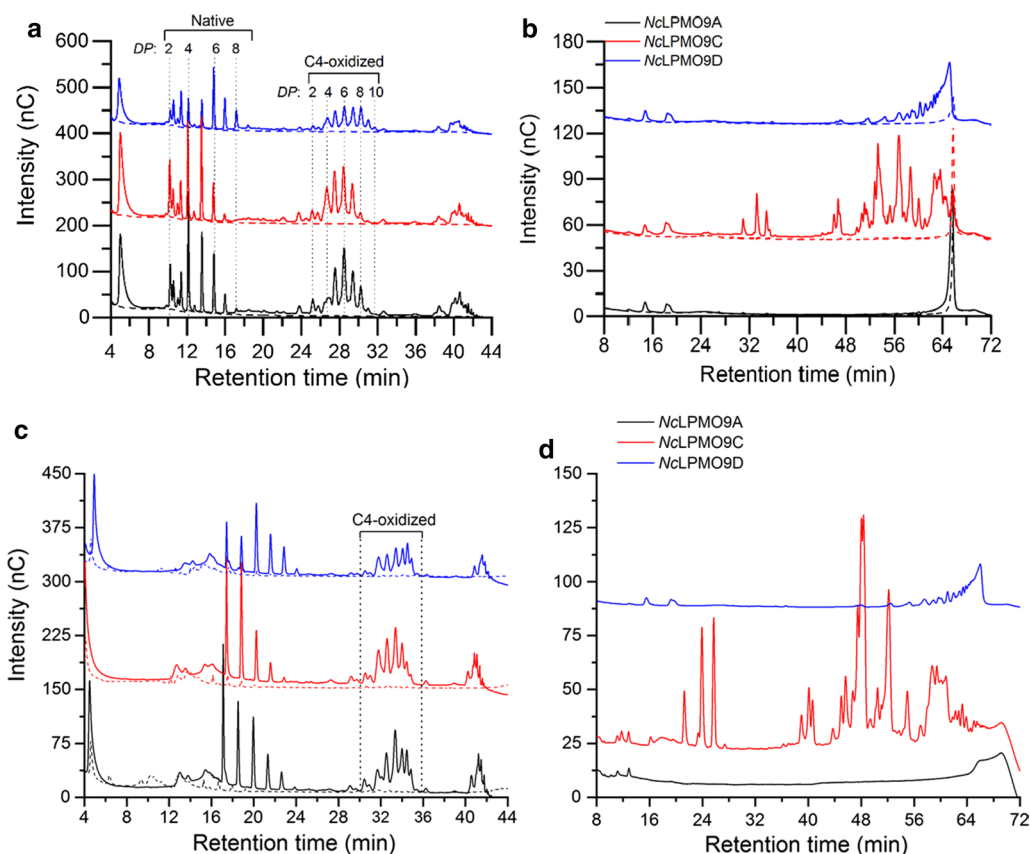 a
Native
DP: 2 4 6 8
C4-oxidized
DP: 2 4 6 8 10
600
500
400
300
200
100
0
Intensity (nC)
4 8 12 16 20 24 28 32 36 40 44
Retention time (min)
b
NcLPMO9A
NcLPMO9C
NcLPMO9D
180
150
120
90
60
30
0
Intensity (nC)
8 16 24 32 40 48 56 64 72
Retention time (min)
c
C4-oxidized
450
375
300
225
150
75
0
Intensity (nC)
4 8 12 16 20 24 28 32 36 40 44
Retention time (min)
d
NcLPMO9A
NcLPMO9C
NcLPMO9D
150
125
100
75
50
25
0
Intensity (nC)
8 16 24 32 40 48 56 64 72
Retention time (min)